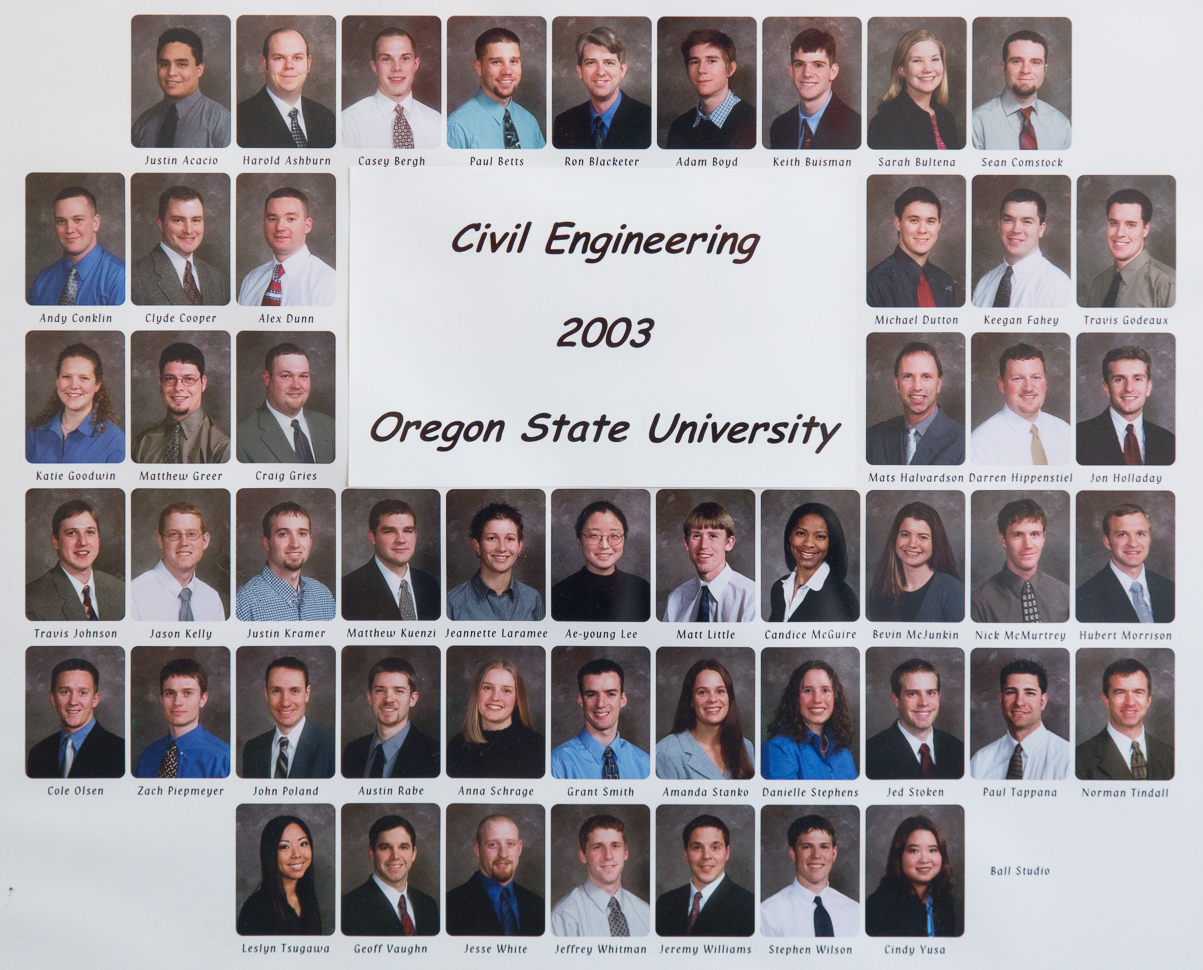 Justin Acacio Harold Ashburn Casey Bergh Paul Betts Ron Blacketer Adam Boyd Keith Buisman Sarah Bultena Sean Comstock
Civil Engineering
2003
Oregon State University
Andy Conklin Clyde Cooper Alex Dunn Michael Dutton Keegan Fahey Travis Godeaux
Katie Goodwin Matthew Greer Craig Gries Mats Halvardson Darren Hippenstiel Jon Holladay
Travis Johnson Jason Kelly Justin Kramer Matthew Kuenzi Jeannette Laramee Ae-young Lee Matt Little Candice McGuire Bevin McJunkin Nick McMurtrey Hubert Morrison
Cole Olsen Zach Piepmeyer John Poland Austin Rabe Anna Schrage Grant Smith Amanda Stanko Danielle Stephens Jed Stoken Paul Tappana Norman Tindall
Ball Studio
Leslyn Tsugawa Geoff Vaughn Jesse White Jeffrey Whitman Jeremy Williams Stephen Wilson Cindy Yusa